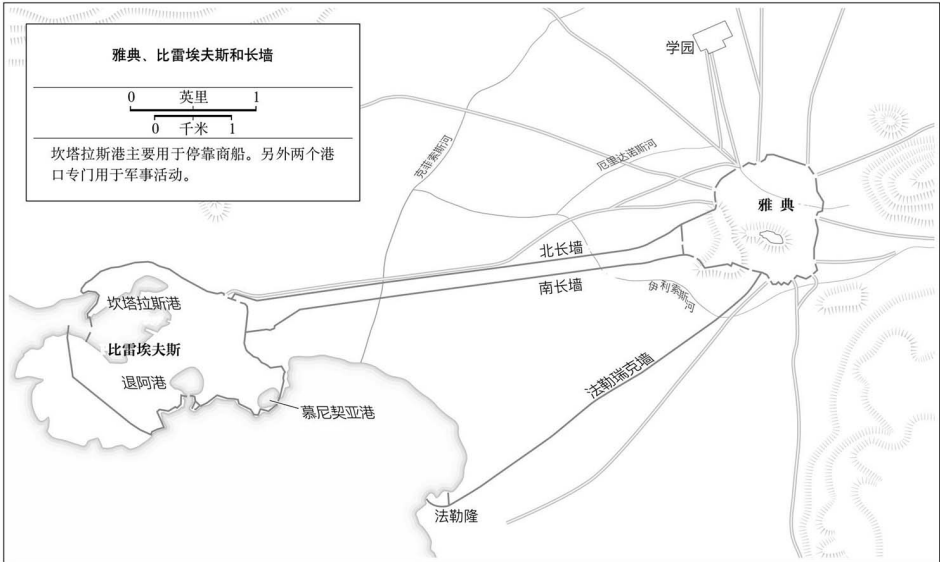 雅典、比雷埃夫斯和长墙
0 英里 1
0 千米 1
坎塔拉斯港主要用于停靠商船。另外两个港
口专门用于军事活动。
学园
克菲索斯河
厄里达诺斯河
雅典
北长墙
南长墙
伊利索斯河
坎塔拉斯港
比雷埃夫斯
法勒瑞克墙
退阿港
慕尼契亚港
法勒隆